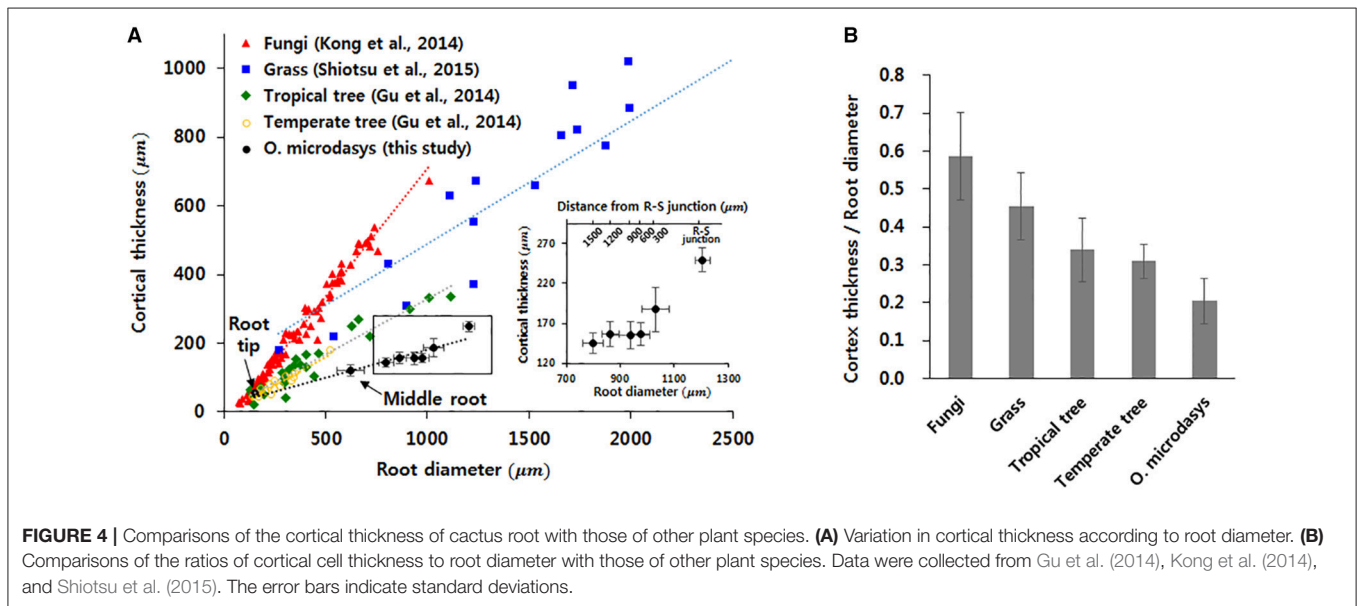 A
Fungi (Kong et al., 2014)
Grass (Shiotsu et al., 2015)
Tropical tree (Gu et al., 2014)
Temperate tree (Gu et al., 2014)
O. microdasys (this study)
Cortical thickness (μm)
1000
800
600
400
200
0
0 500 1000 1500 2000 2500
Root diameter (μm)
Root
tip
Middle root
Distance from R-S junction (μm)
1500 1200 900 600 300 R-S
junction
Cortical thickness (μm)
270
220
170
120
700 900 1100 1300
Root diameter (μm)
B
Cortex thickness / Root diameter
0.8
0.7
0.6
0.5
0.4
0.3
0.2
0.1
0
Fungi
Grass
Tropical tree
Temperate tree
O. microdasys
FIGURE 4 | Comparisons of the cortical thickness of cactus root with those of other plant species. (A) Variation in cortical thickness according to root diameter. (B)
Comparisons of the ratios of cortical cell thickness to root diameter with those of other plant species. Data were collected from Gu et al. (2014), Kong et al. (2014),
and Shiotsu et al. (2015). The error bars indicate standard deviations.